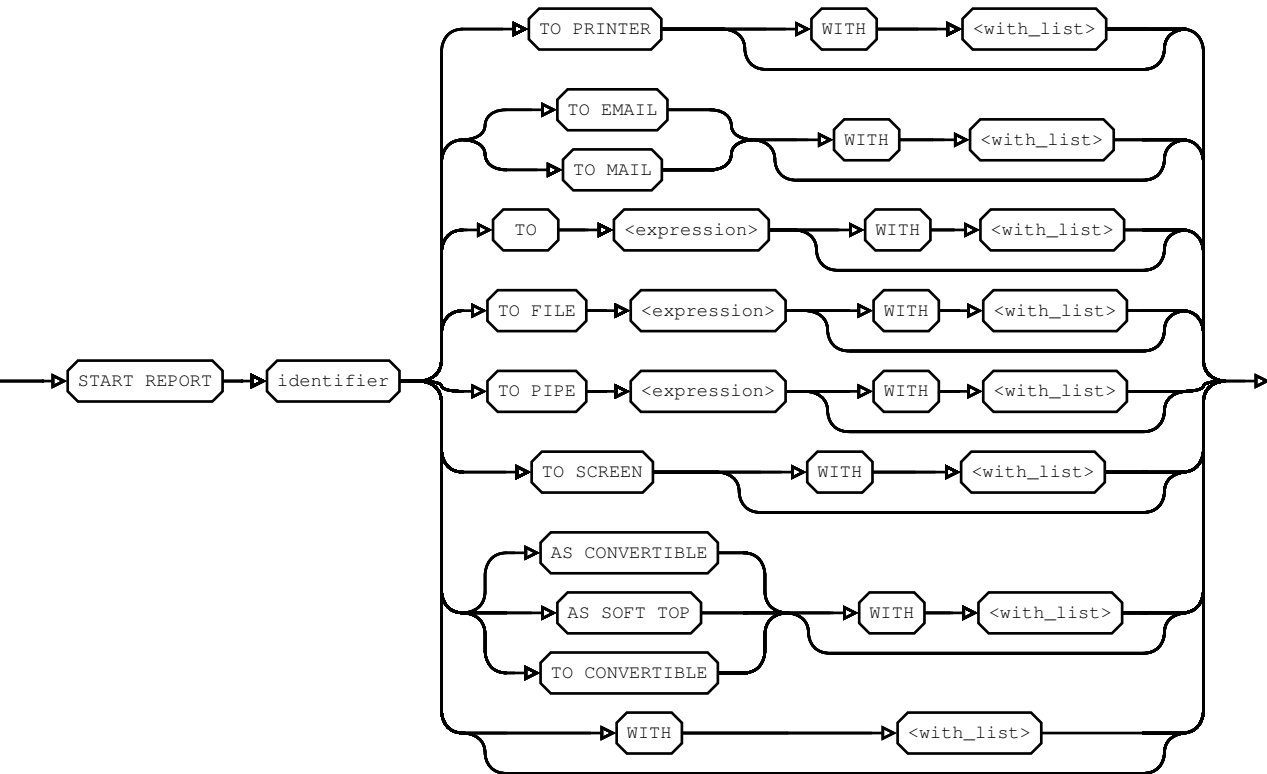 TO PRINTER WITH <with_list>
TO EMAIL
WITH <with_list>
TO MAIL
TO <expression> WITH <with_list>
TO FILE <expression> WITH <with_list>
START REPORT identifier
TO PIPE <expression> WITH <with_list>
TO SCREEN WITH <with_list>
AS CONVERTIBLE
AS SOFT TOP WITH <with_list>
TO CONVERTIBLE
WITH <with_list>